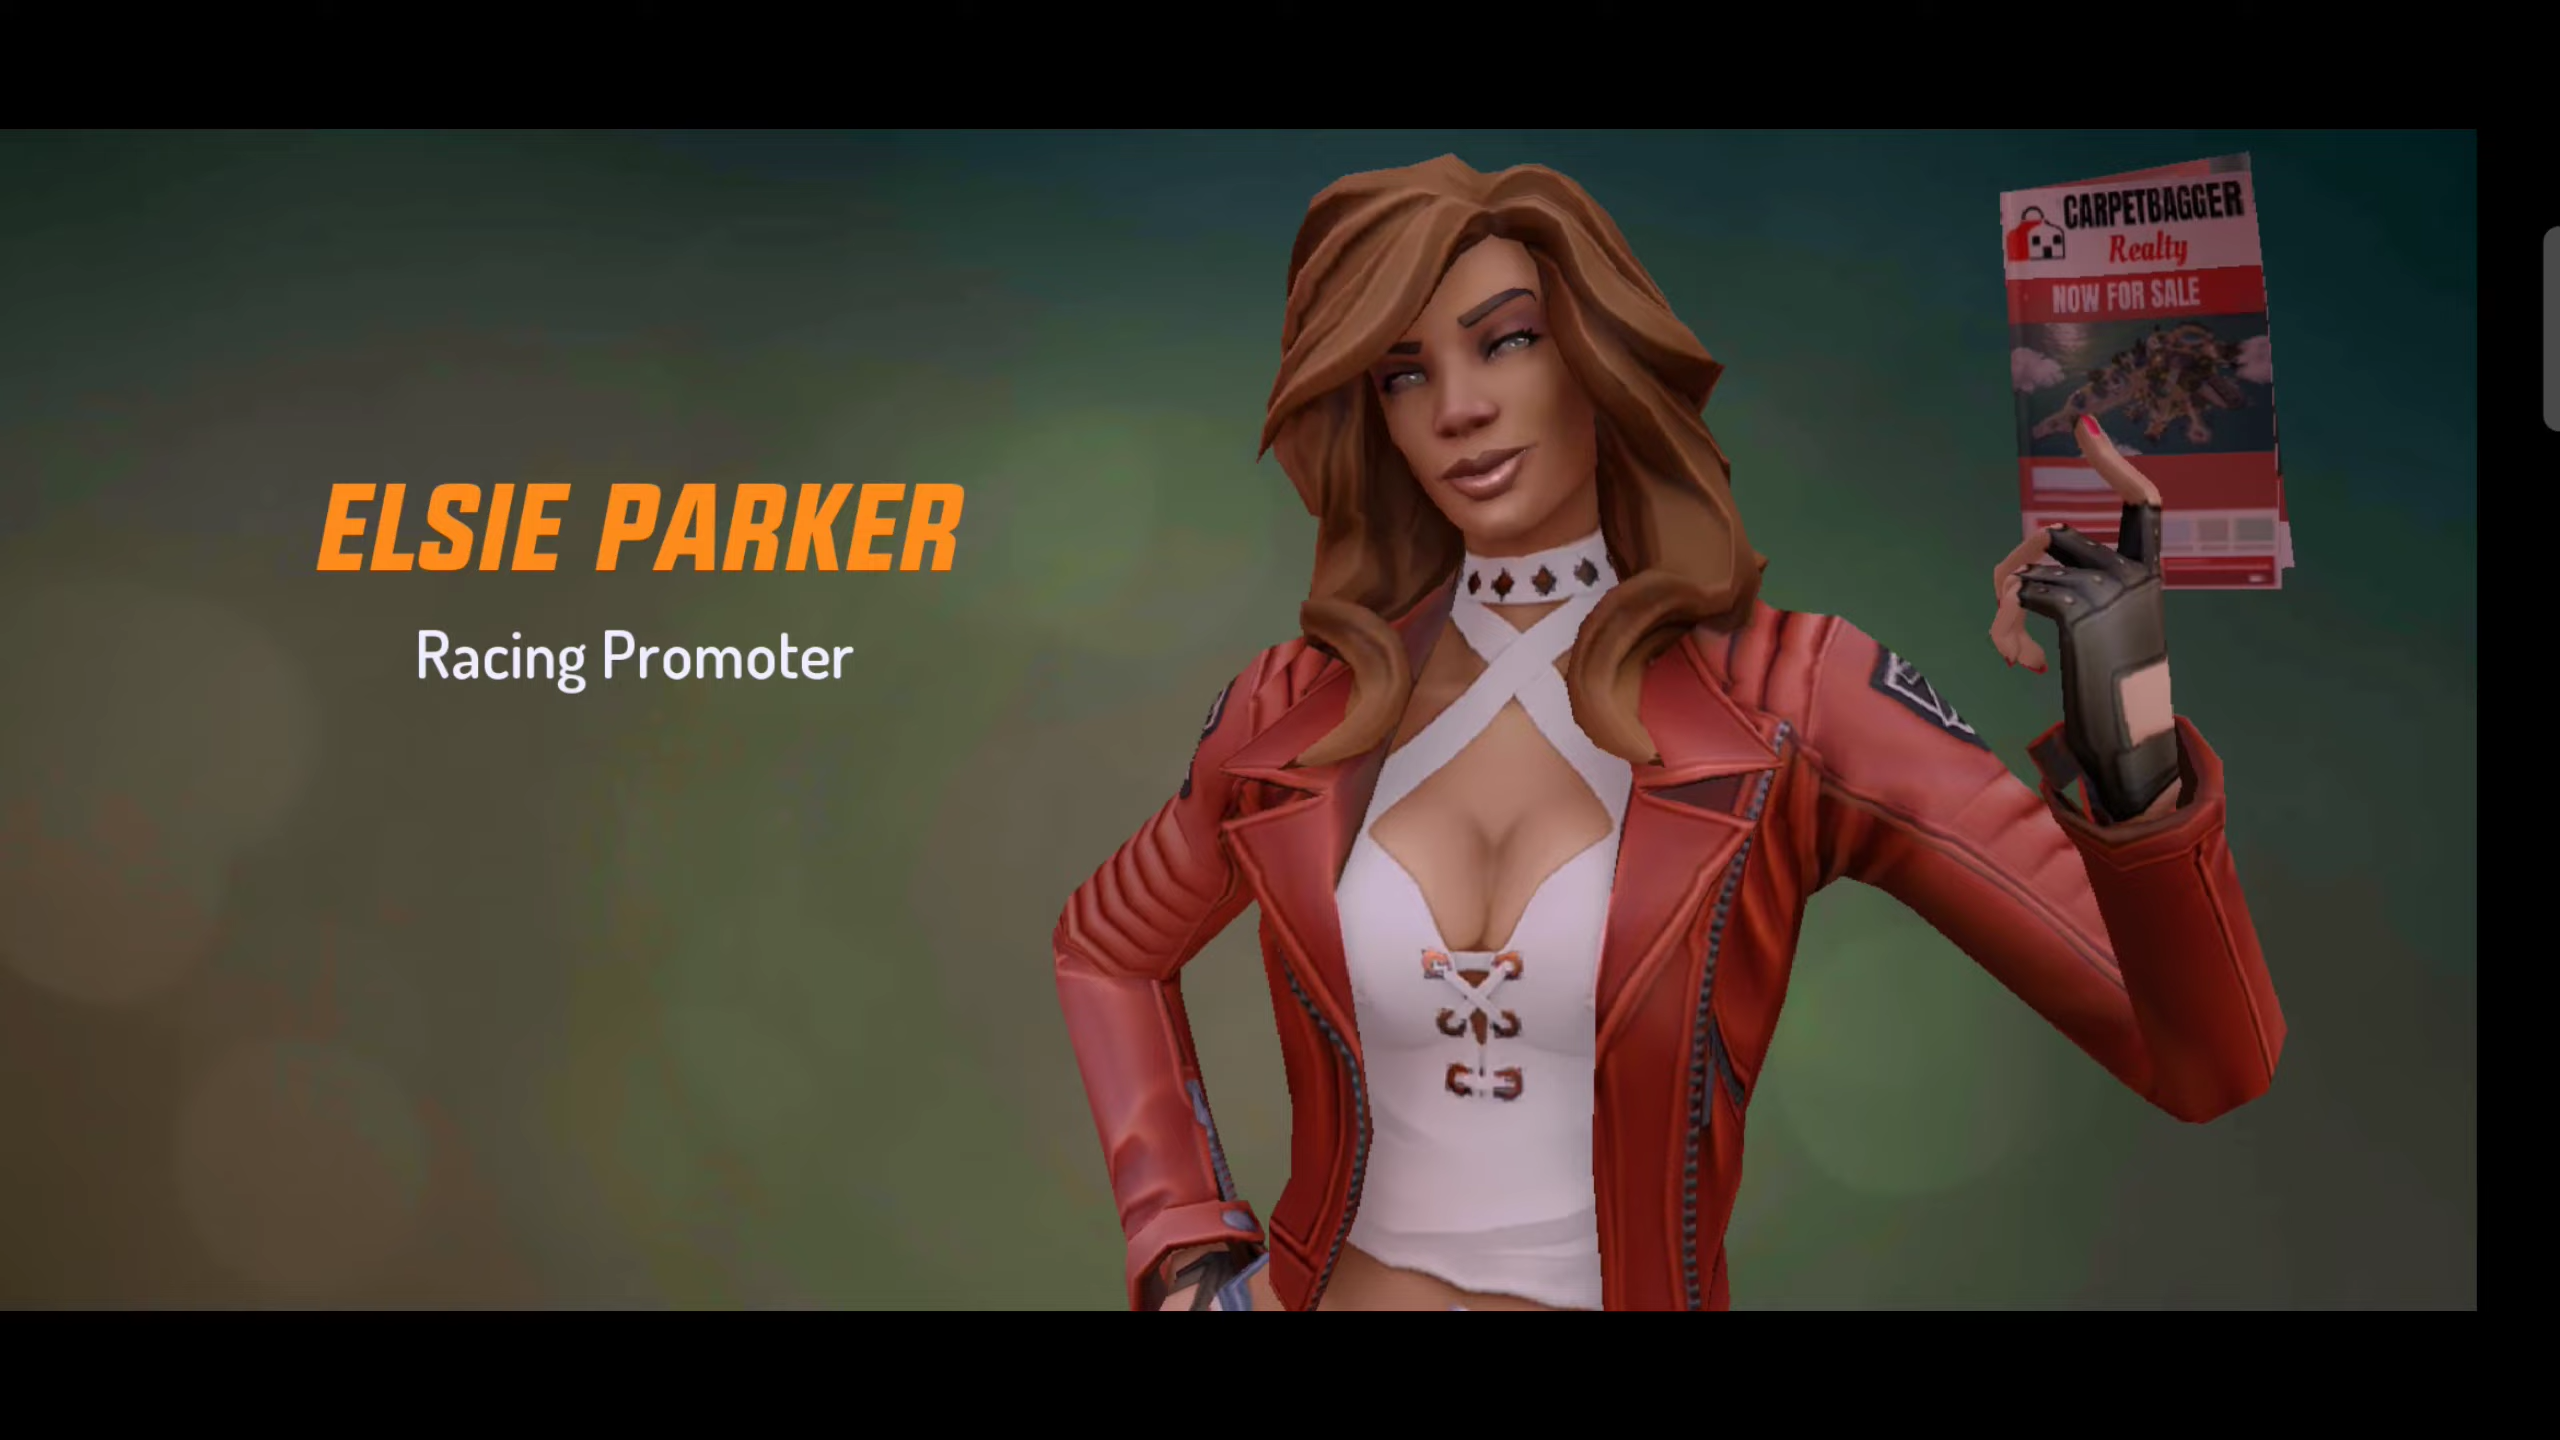 ELSIE PARKER
Racing Promoter
CARPETBAGGER
Realty
NOW FOR SALE